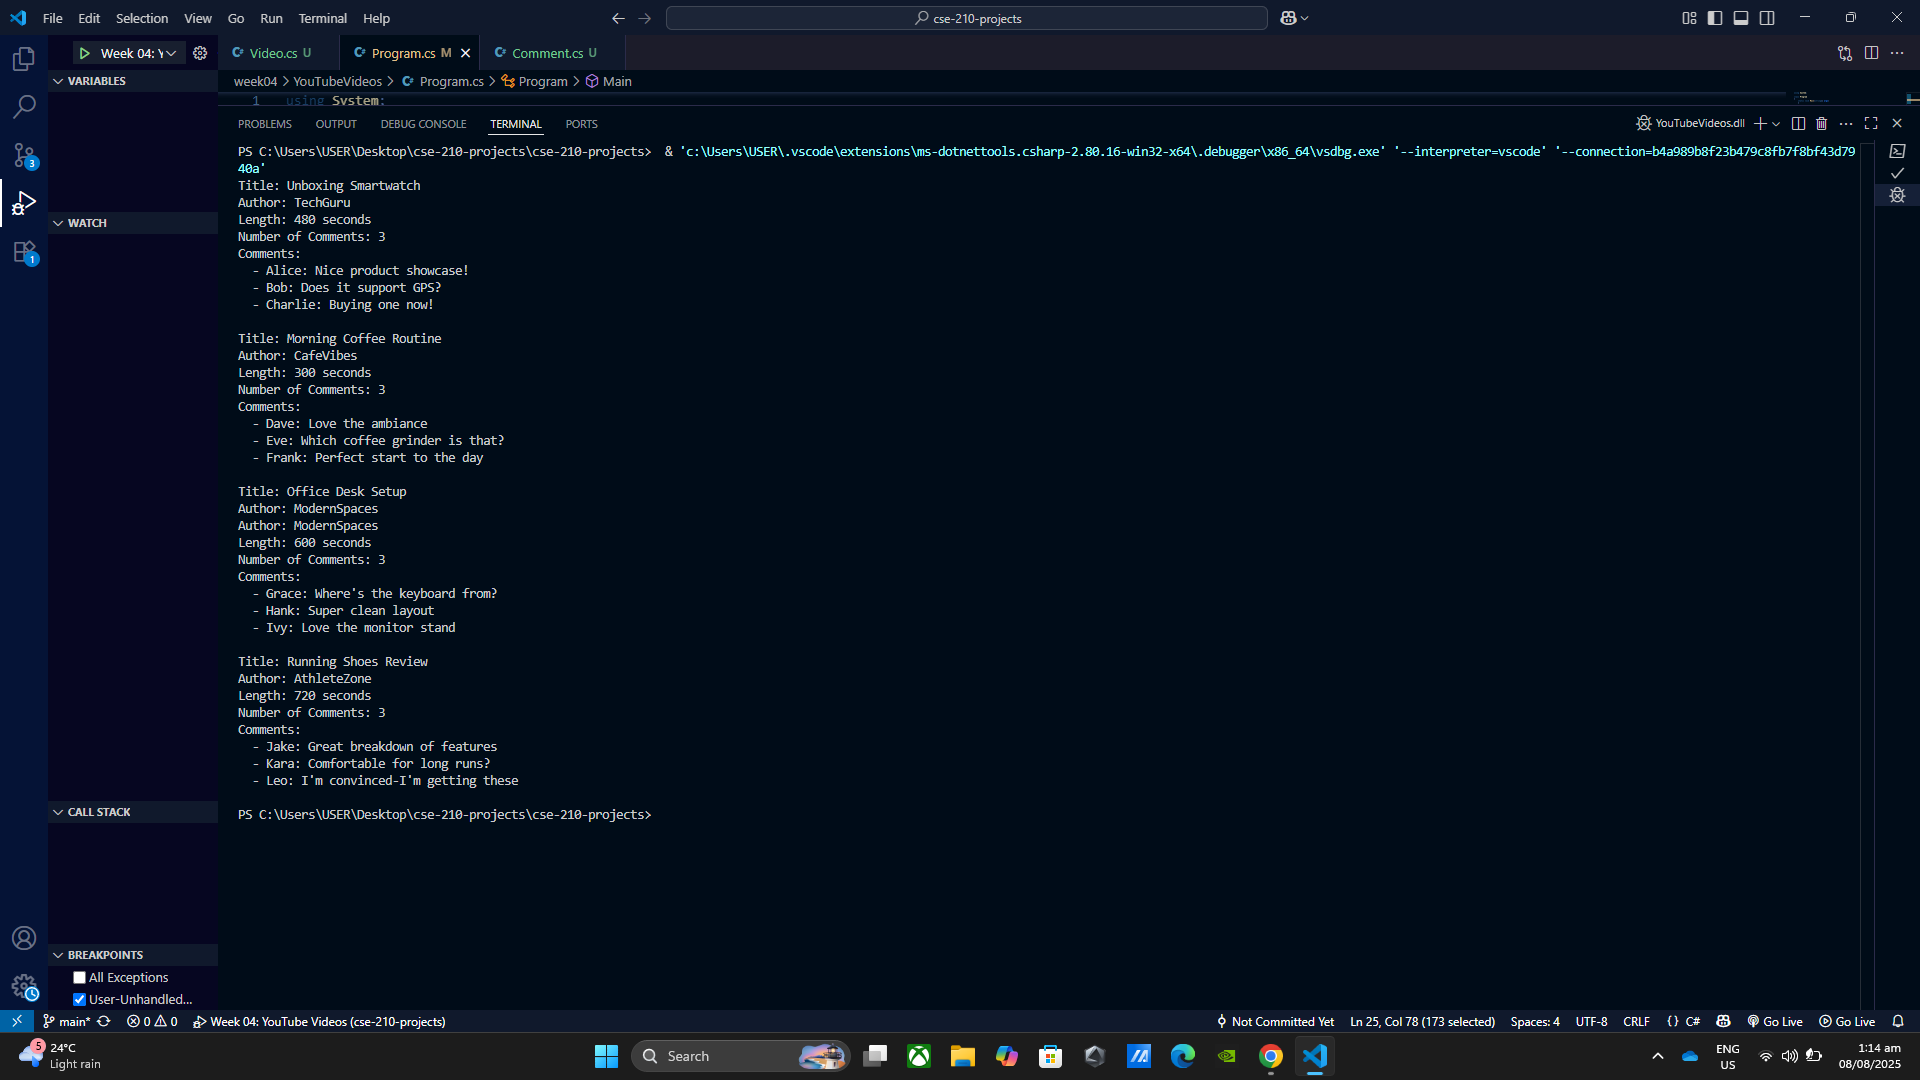 File Edit Selection View Go Run Terminal Help
cse-210-projects
Week 04: Y
Video.cs U
Program.cs M
Comment.cs U
VARIABLES
week04 > YouTubeVideos > Program.cs > Program > Main
1 using System;
PROBLEMS OUTPUT DEBUG CONSOLE TERMINAL PORTS
YouTubeVideos.dll
PS C:\Users\USER\Desktop\cse-210-projects\cse-210-projects> & 'c:\Users\USER\.vscode\extensions\ms-dotnettools.csharp-2.80.16-win32-x64\.debugger\x86_64\vsdbg.exe' '--interpreter=vscode' '--connection=b4a989b8f23b479c8fb7f8bf43d79
40a'
Title: Unboxing Smartwatch
Author: TechGuru
Length: 480 seconds
Number of Comments: 3
Comments:
- Alice: Nice product showcase!
- Bob: Does it support GPS?
- Charlie: Buying one now!
Title: Morning Coffee Routine
Author: CafeVibes
Length: 300 seconds
Number of Comments: 3
Comments:
- Dave: Love the ambiance
- Eve: Which coffee grinder is that?
- Frank: Perfect start to the day
Title: Office Desk Setup
Author: ModernSpaces
Author: ModernSpaces
Length: 600 seconds
Number of Comments: 3
Comments:
- Grace: Where's the keyboard from?
- Hank: Super clean layout
- Ivy: Love the monitor stand
Title: Running Shoes Review
Author: AthleteZone
Length: 720 seconds
Number of Comments: 3
Comments:
- Jake: Great breakdown of features
- Kara: Comfortable for long runs?
- Leo: I'm convinced-I'm getting these
PS C:\Users\USER\Desktop\cse-210-projects\cse-210-projects>
WATCH
CALL STACK
BREAKPOINTS
All Exceptions
User-Unhandled...
3
1
main* 0 0 Week 04: YouTube Videos (cse-210-projects)
Not Committed Yet Ln 25, Col 78 (173 selected) Spaces: 4 UTF-8 CRLF {} C# Go Live Go Live
5
24°C
Light rain
Search
ENG
US
1:14 am
08/08/2025